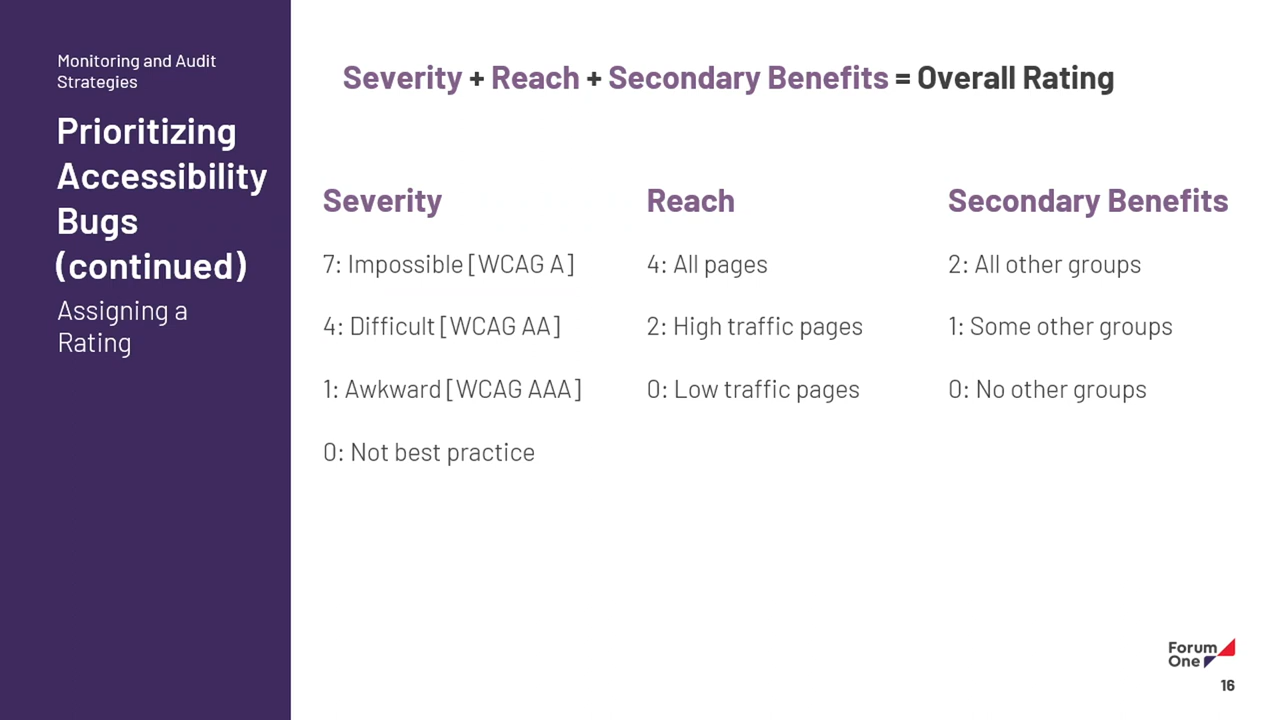 Monitoring and Audit
Strategies
Prioritizing
Accessibility
Bugs
(continued)
Assigning a
Rating
Severity + Reach + Secondary Benefits = Overall Rating
Severity
7: Impossible [WCAG A]
4: Difficult [WCAG AA]
1: Awkward [WCAG AAA]
0: Not best practice
Reach
4: All pages
2: High traffic pages
0: Low traffic pages
Secondary Benefits
2: All other groups
1: Some other groups
0: No other groups
Forum
One
16